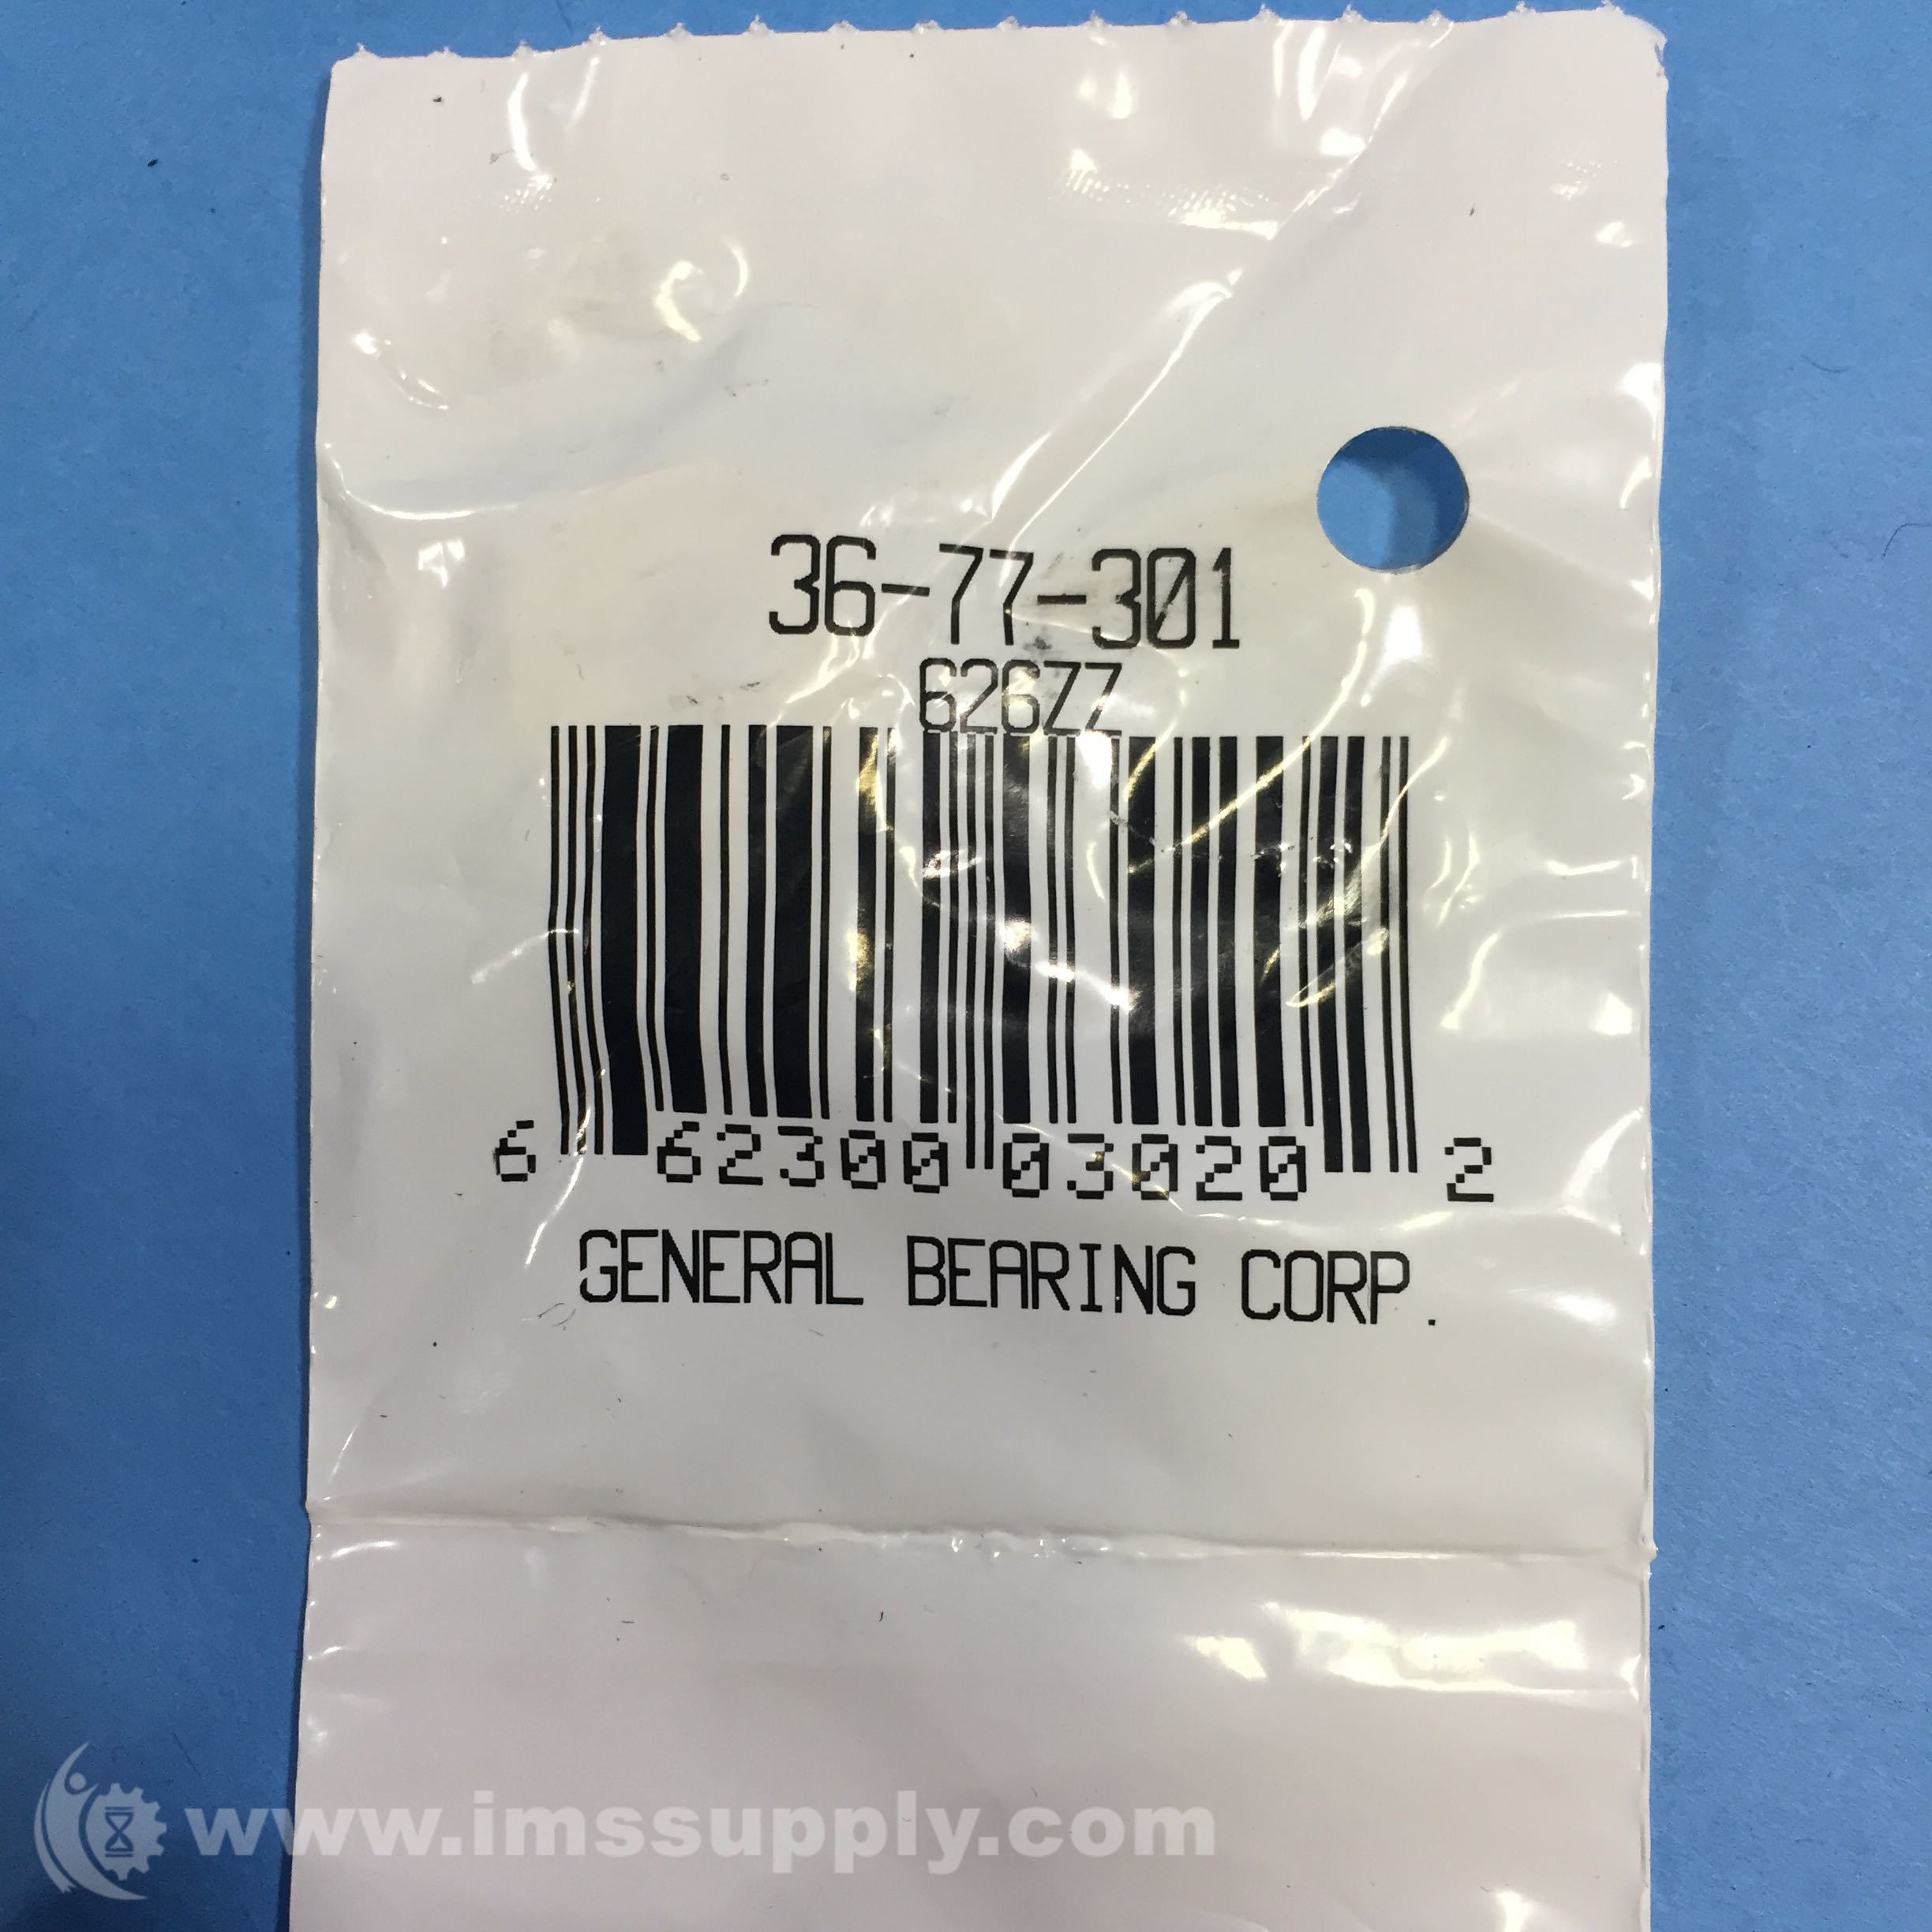 36-77-301
626ZZ
6 62300 03020 2
GENERAL BEARING CORP.
www.imssupply.com